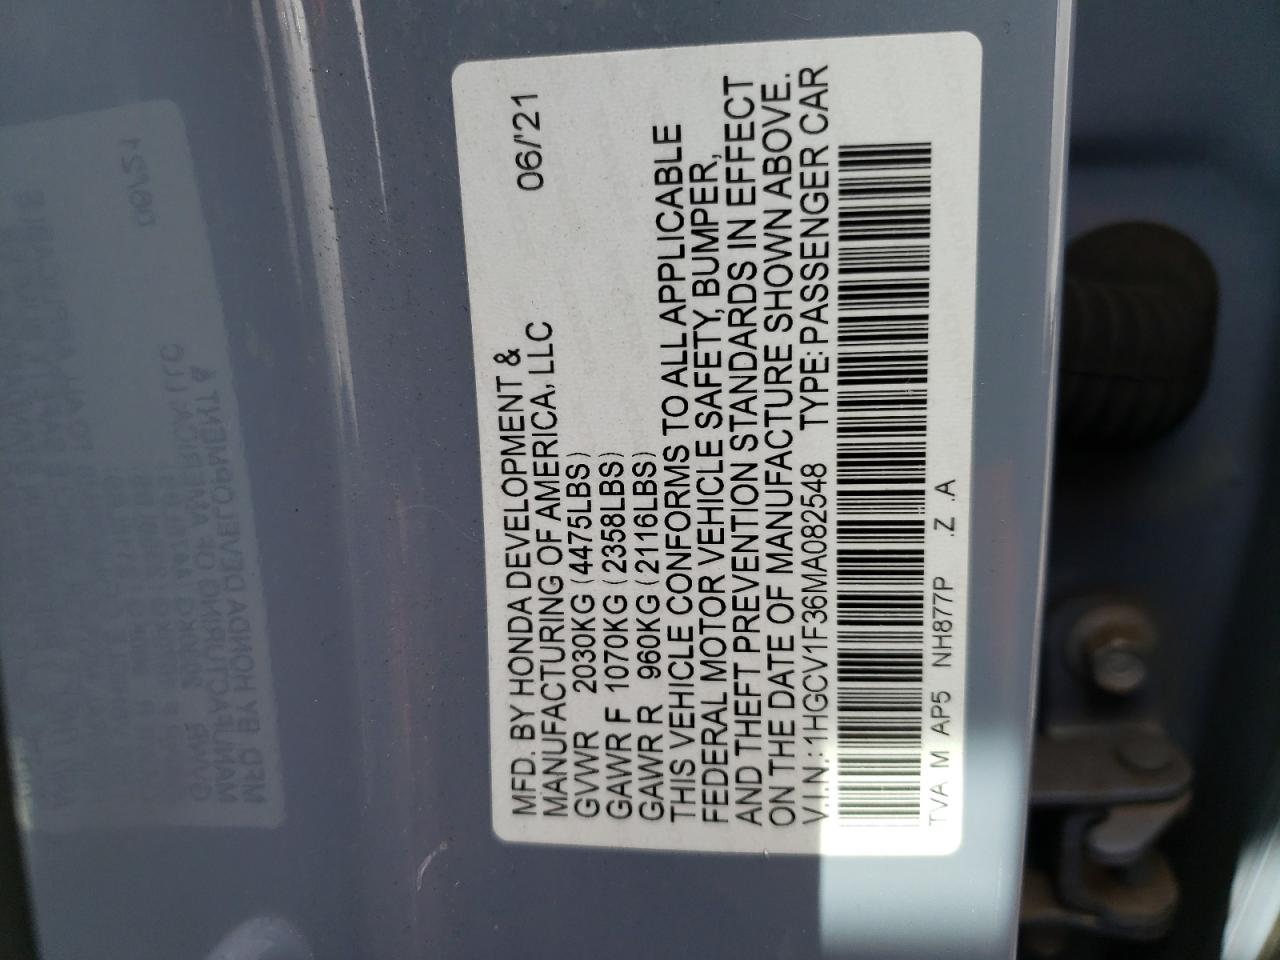 MFD. BY HONDA DEVELOPMENT &
MANUFACTURING OF AMERICA, LLC 06/'21
GVWR 2030KG (4475LBS)
GAWR F 1070KG (2358LBS)
GAWR R 960KG (2116LBS)
THIS VEHICLE CONFORMS TO ALL APPLICABLE
FEDERAL MOTOR VEHICLE SAFETY, BUMPER,
AND THEFT PREVENTION STANDARDS IN EFFECT
ON THE DATE OF MANUFACTURE SHOWN ABOVE.
V.I.N.: 1HGCV1F36MA082548 TYPE: PASSENGER CAR
TVA M AP5 NH877P .Z .A